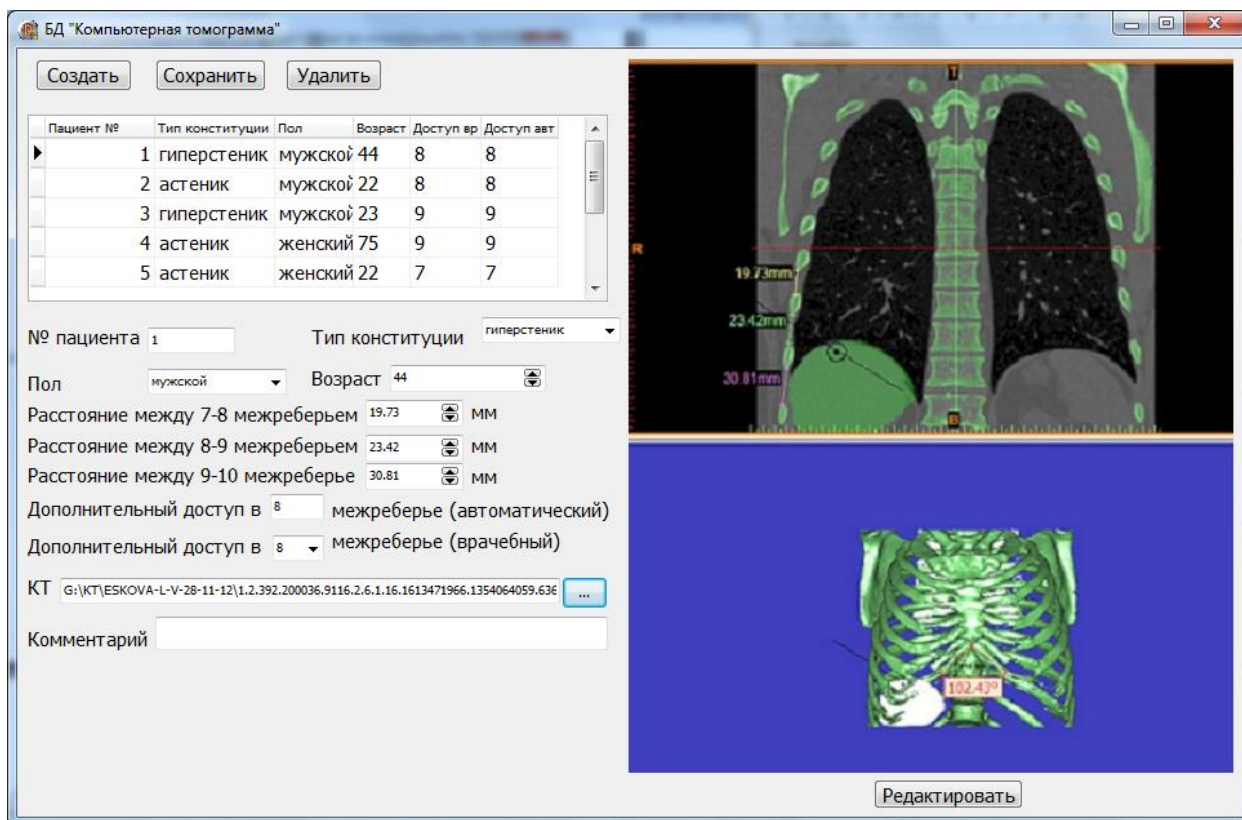 БД "Компьютерная томограмма"
Создать Сохранить Удалить
Пациент № Тип конституции Пол Возраст Доступ вр Доступ авт
1 гиперстеник мужской 44 8 8
2 астеник мужской 22 8 8
3 гиперстеник мужской 23 9 9
4 астеник женский 75 9 9
5 астеник женский 22 7 7
№ пациента 1 Тип конституции гиперстеник
Пол мужской Возраст 44
Расстояние между 7-8 межреберьем 19.73 мм
Расстояние между 8-9 межреберьем 23.42 мм
Расстояние между 9-10 межреберье 30.81 мм
Дополнительный доступ в 8 межреберье (автоматический)
Дополнительный доступ в 8 межреберье (врачебный)
КТ G:\KT\ESKOVA-L-V-28-11-12\1.2.392.200036.9116.2.6.1.16.1613471966.1354064059.636 ...
Комментарий
T
R
19.73mm
23.42mm
30.81mm
102.43º
Редактировать